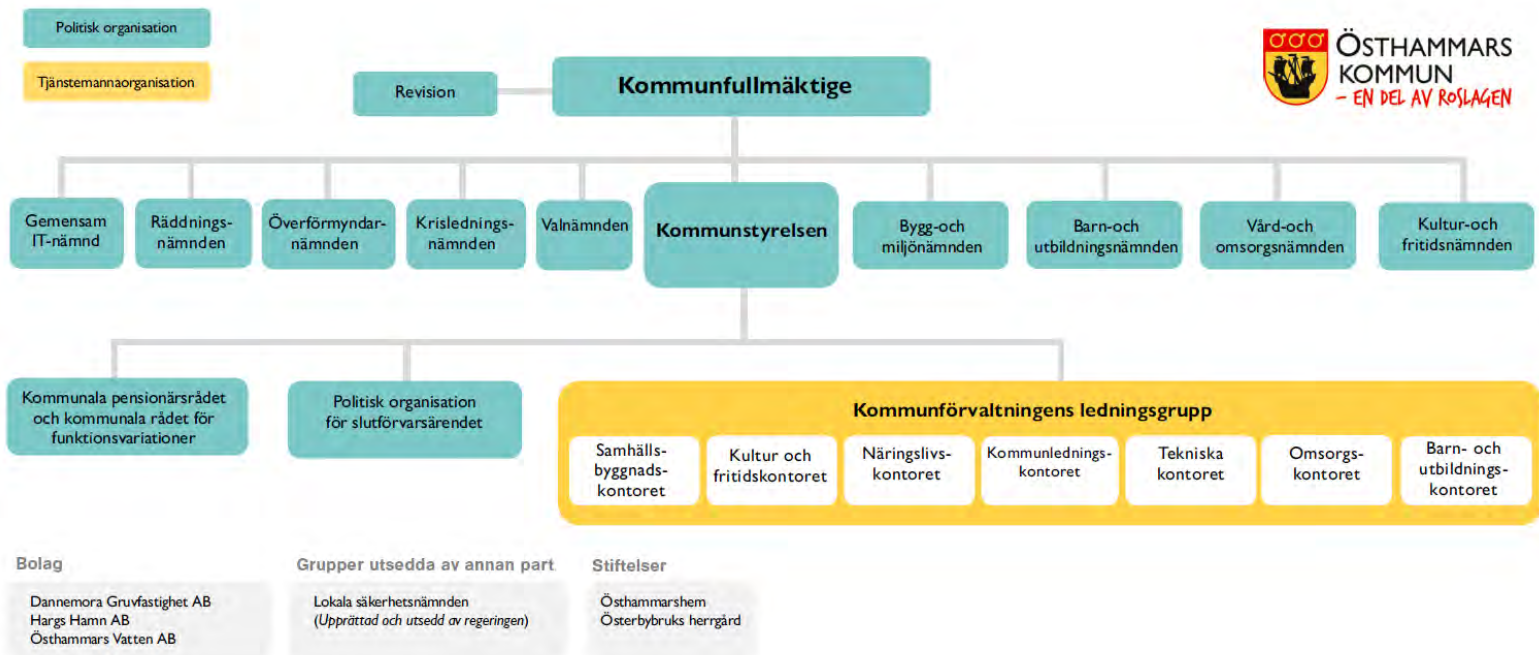 Politisk organisation
Tjänstemannaorganisation
Revision
Kommunfullmäktige
ÖSTHAMMARS
KOMMUN
– EN DEL AV ROSLAGEN
Gemensam
IT-nämnd
Räddnings-
nämnden
Överförmyndar-
nämnden
Krislednings-
nämnden
Valnämnden
Kommunstyrelsen
Bygg-och
miljönämnden
Barn-och
utbildningsnämnden
Vård-och
omsorgsnämnden
Kultur-och
fritidsnämnden
Kommunala pensionärsrådet
och kommunala rådet för
funktionsvariationer
Politisk organisation
för slutförvarsärendet
Kommunförvaltningens ledningsgrupp
Samhälls-
byggnads-
kontoret
Kultur och
fritidskontoret
Näringslivs-
kontoret
Kommunlednings-
kontoret
Tekniska
kontoret
Omsorgs-
kontoret
Barn- och
utbildnings-
kontoret
Bolag
Dannemora Gruvfastighet AB
Hargs Hamn AB
Östhammars Vatten AB
Grupper utsedda av annan part
Lokala säkerhetsnämnden
(Upprättad och utsedd av regeringen)
Stiftelser
Östhammarshem
Österbybruks herrgård